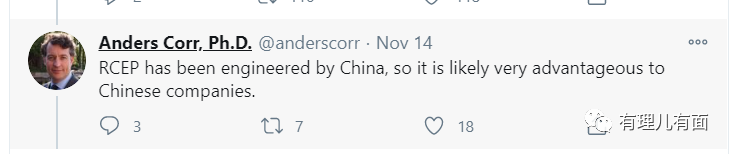 Anders Corr, Ph.D. @anderscorr · Nov 14
RCEP has been engineered by China, so it is likely very advantageous to
Chinese companies.
3 7 18
有理儿有面